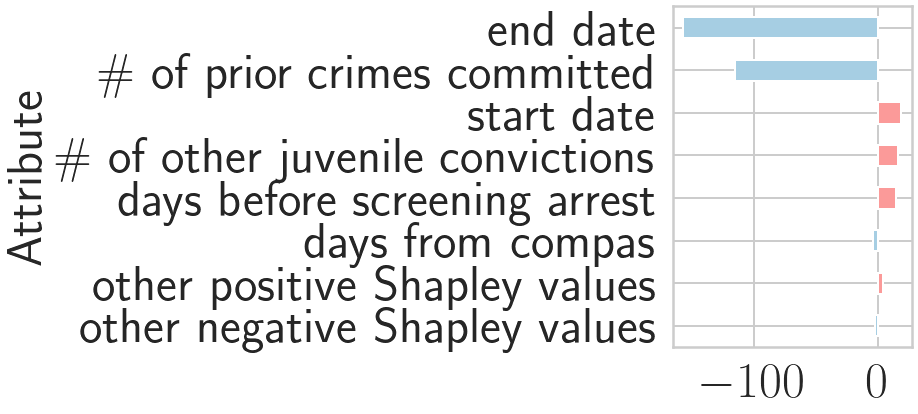 Attribute
end date
# of prior crimes committed
start date
# of other juvenile convictions
days before screening arrest
days from compas
other positive Shapley values
other negative Shapley values
−100 0